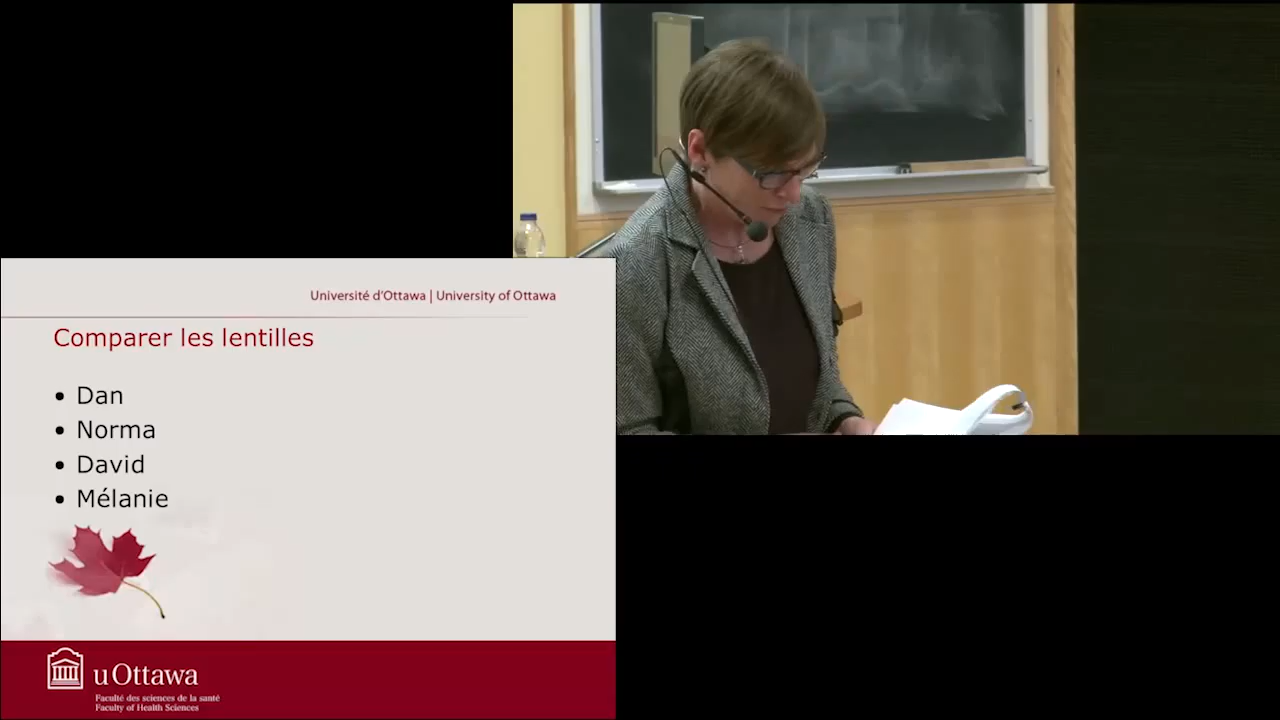 Université d'Ottawa | University of Ottawa
Comparer les lentilles
• Dan
• Norma
• David
• Mélanie
uOttawa
Faculté des sciences de la santé
Faculty of Health Sciences